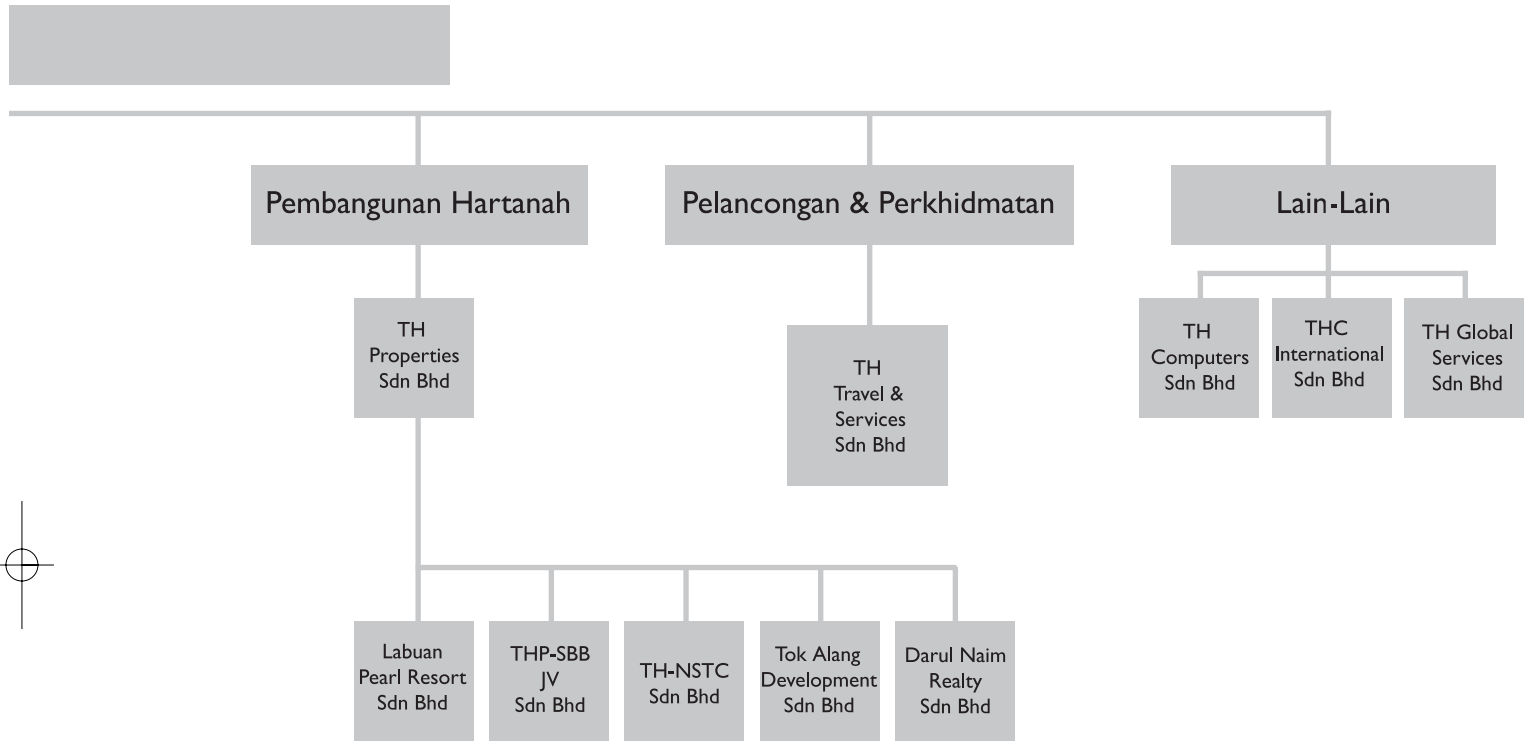 Pembangunan Hartanah
Pelancongan & Perkhidmatan
Lain-Lain
TH
Properties
Sdn Bhd
TH
Travel &
Services
Sdn Bhd
TH
Computers
Sdn Bhd
THC
International
Sdn Bhd
TH Global
Services
Sdn Bhd
Labuan
Pearl Resort
Sdn Bhd
THP-SBB
JV
Sdn Bhd
TH-NSTC
Sdn Bhd
Tok Alang
Development
Sdn Bhd
Darul Naim
Realty
Sdn Bhd